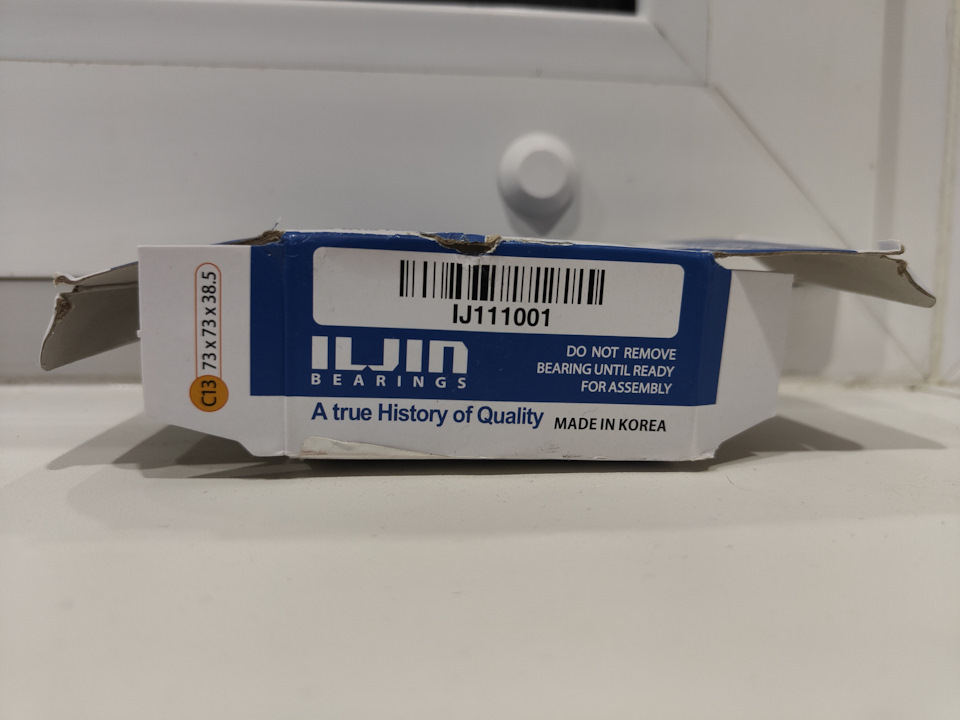 C13 73 x 73 x 38.5
IJ111001
ILJIN
BEARINGS
DO NOT REMOVE
BEARING UNTIL READY
FOR ASSEMBLY
A true History of Quality
MADE IN KOREA